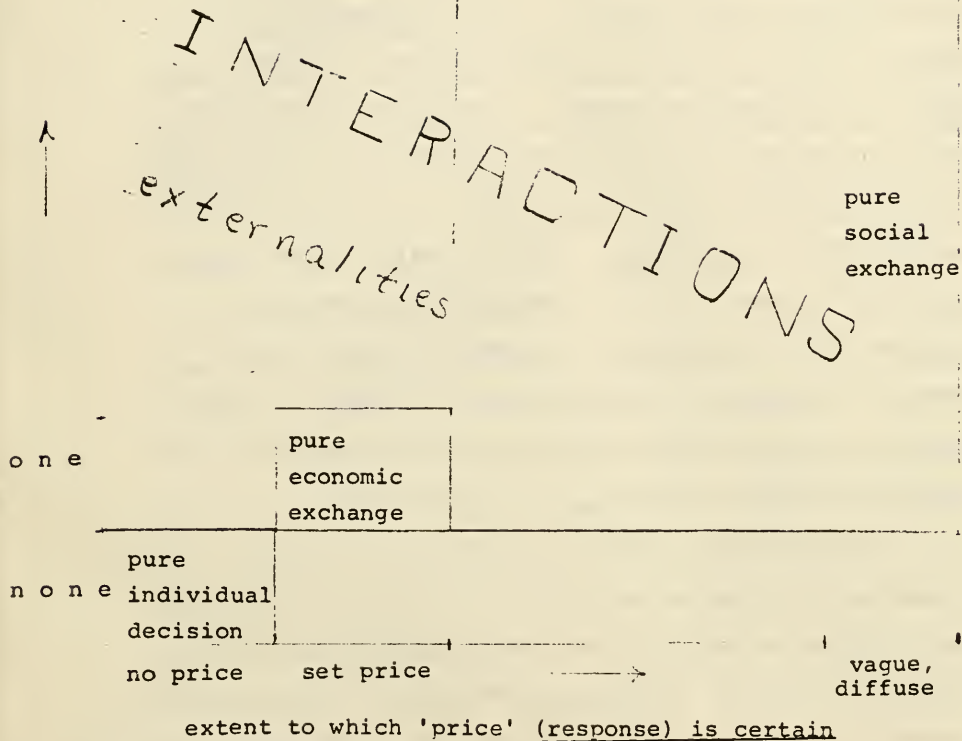 INTERACTIONS
externalities
pure
social
exchange
one
pure
economic
exchange
none
pure
individual
decision
no price set price vague,
diffuse
extent to which 'price' (response) is certain